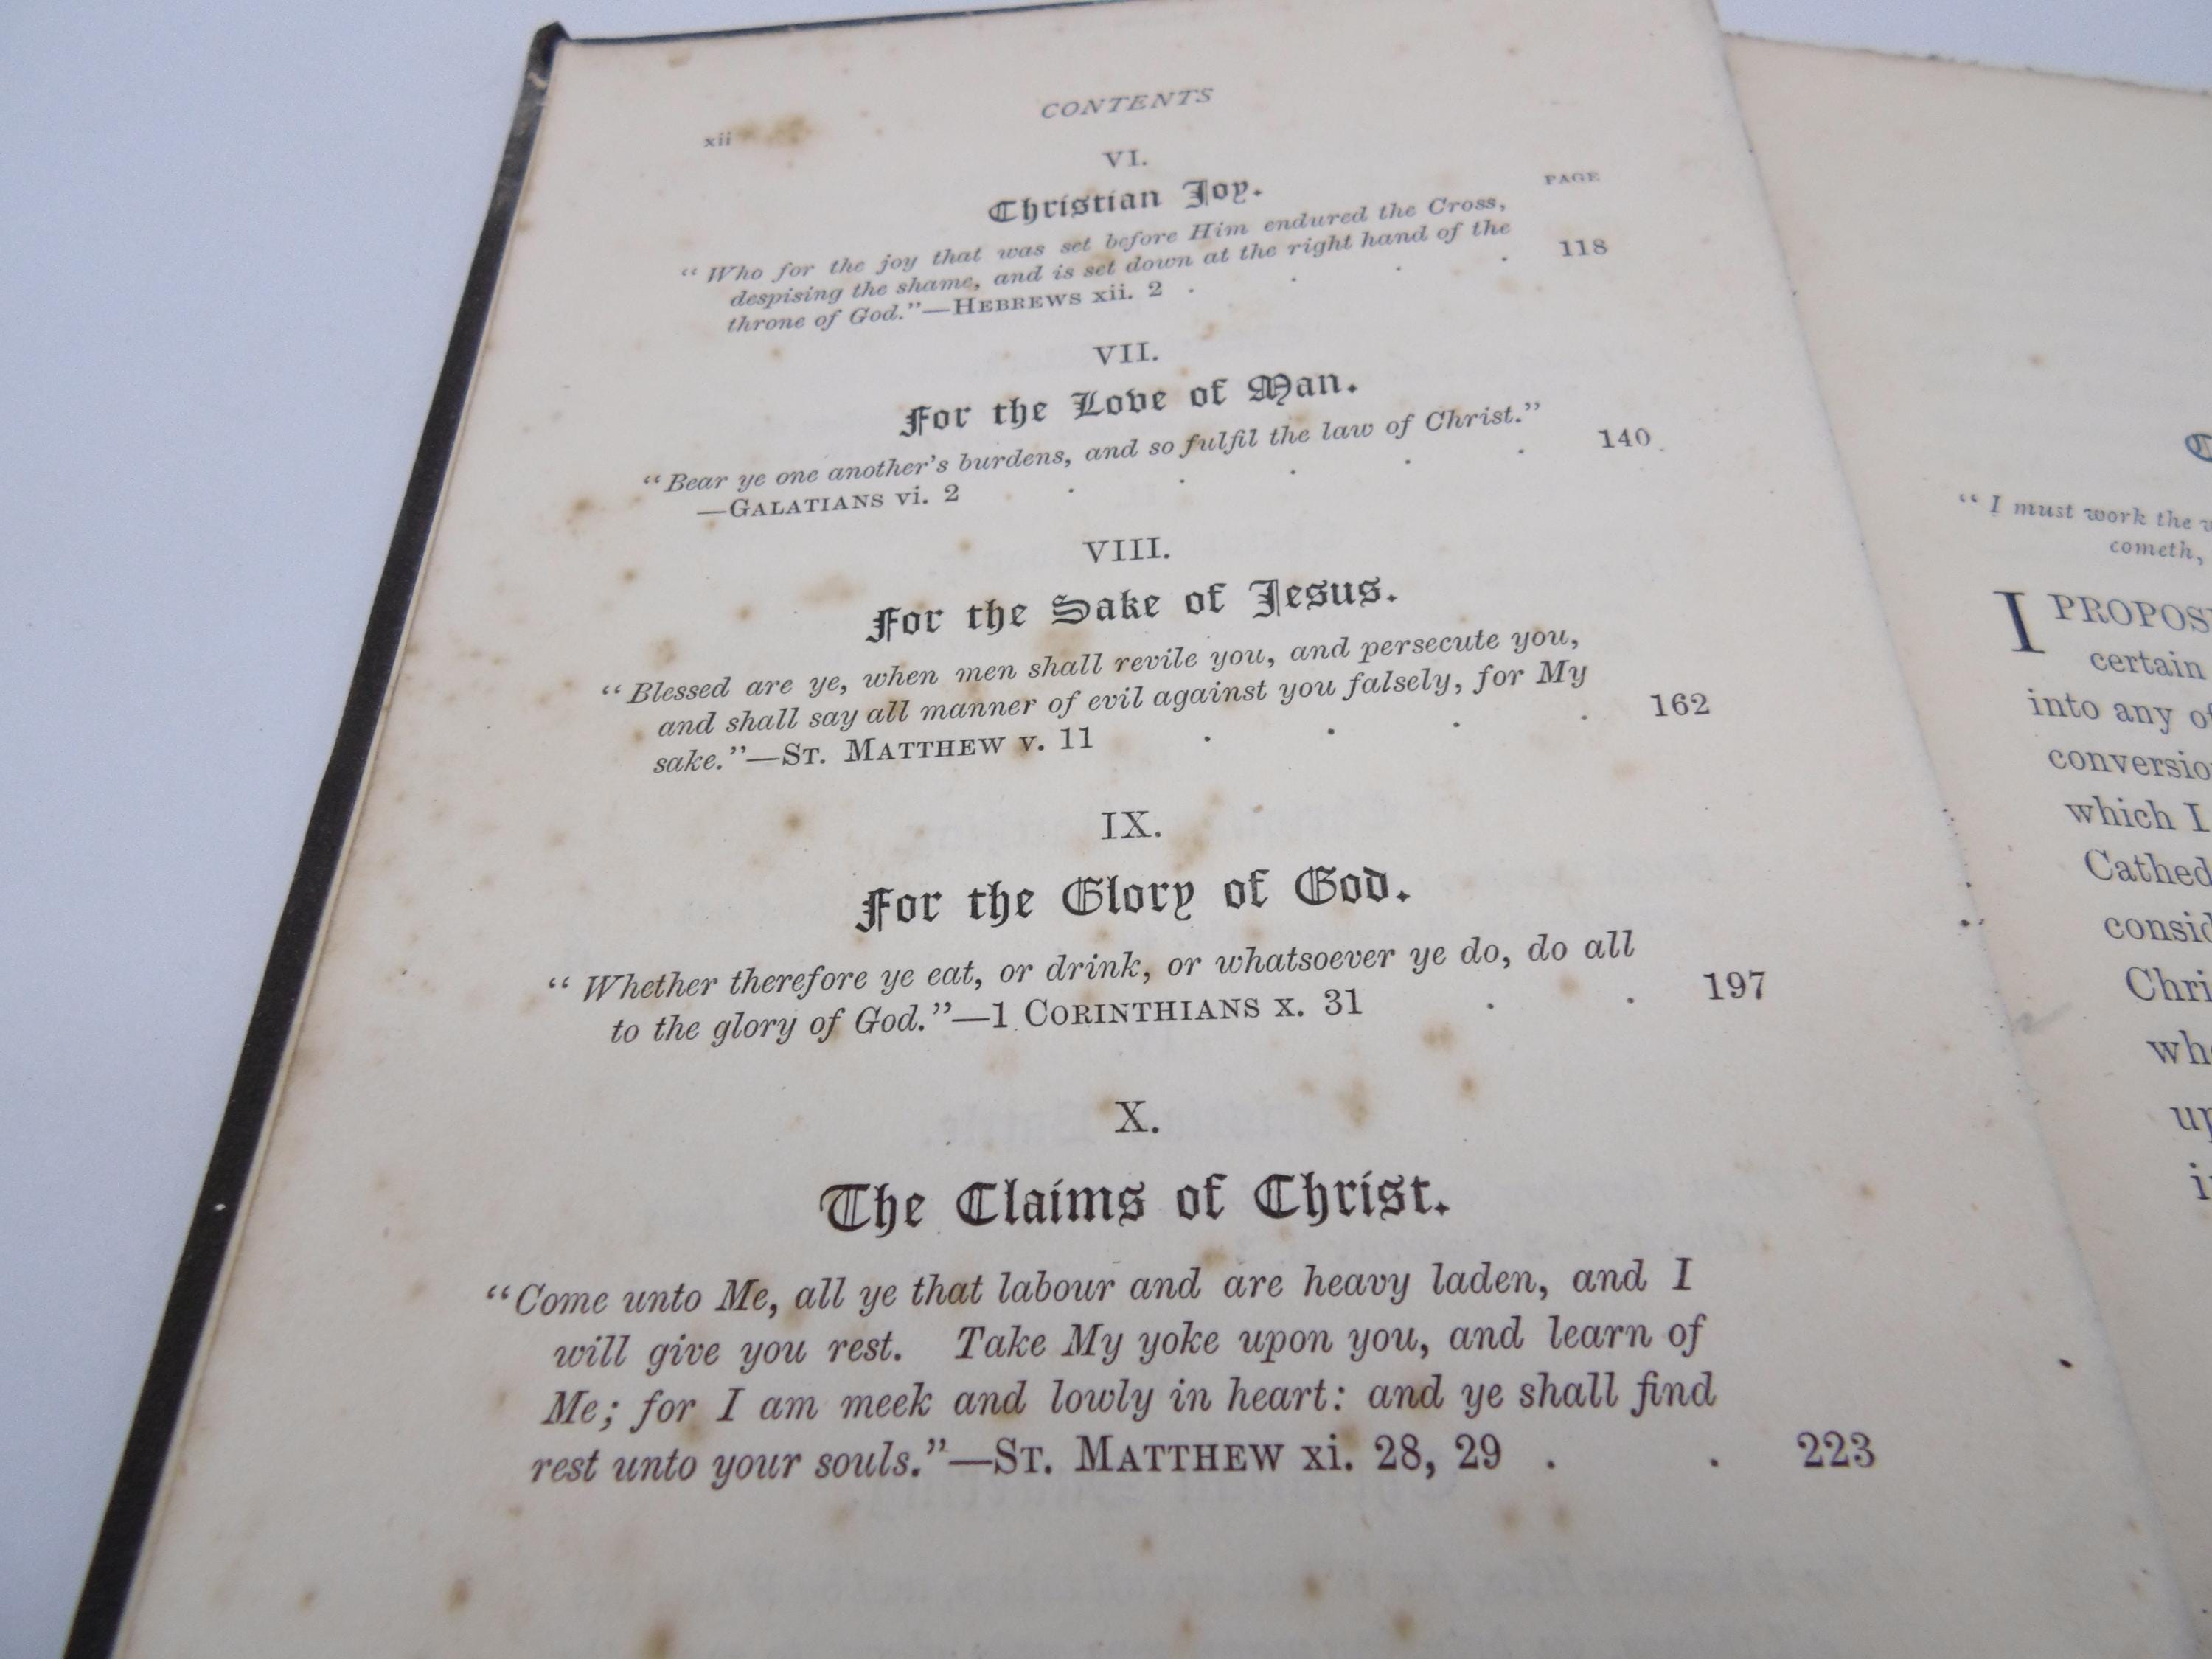 CONTENTS
xii
VI.
Christian Joy.
PAGE
“Who for the joy that was set before Him endured the Cross,
despising the shame, and is set down at the right hand of the
throne of God.”—HEBREWS xii. 2 . . . . 118
VII.
For the Love of Man.
“Bear ye one another’s burdens, and so fulfil the law of Christ.”
—GALATIANS vi. 2 . . . . . 140
VIII.
For the Sake of Jesus.
“Blessed are ye, when men shall revile you, and persecute you,
and shall say all manner of evil against you falsely, for My
sake.”—ST. MATTHEW v. 11 . . . . 162
IX.
For the Glory of God.
“Whether therefore ye eat, or drink, or whatsoever ye do, do all
to the glory of God.”—1 CORINTHIANS x. 31 . . 197
X.
The Claims of Christ.
“Come unto Me, all ye that labour and are heavy laden, and I
will give you rest. Take My yoke upon you, and learn of
Me; for I am meek and lowly in heart: and ye shall find
rest unto your souls.”—ST. MATTHEW xi. 28, 29 . . 223
“I must work the
cometh,
I
certain
into any
which I